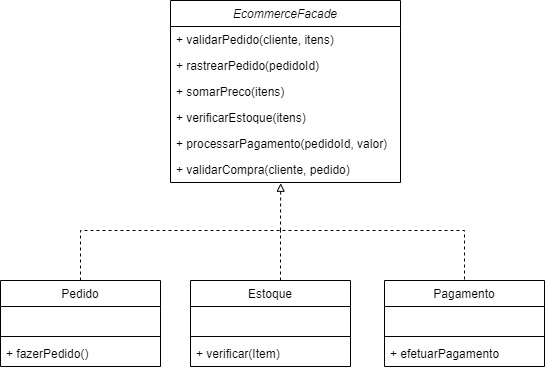 EcommerceFacade
+ validarPedido(cliente, itens)
+ rastrearPedido(pedidoId)
+ somarPreco(itens)
+ verificarEstoque(itens)
+ processarPagamento(pedidoId, valor)
+ validarCompra(cliente, pedido)
Pedido
+ fazerPedido()
Estoque
+ verificar(Item)
Pagamento
+ efetuarPagamento